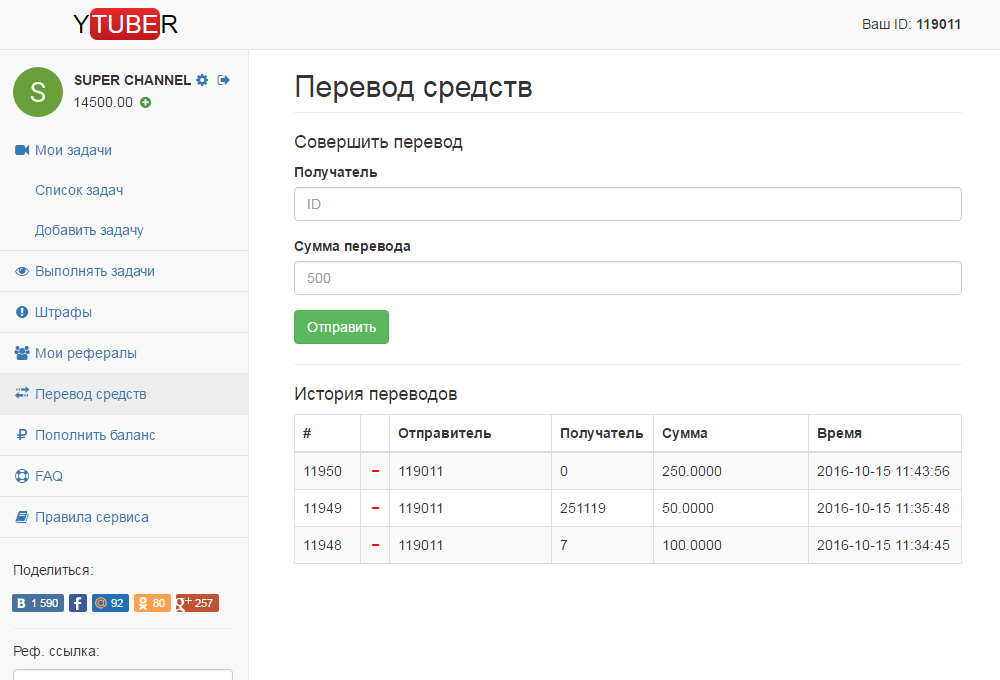 YTUBER
Ваш ID: 119011
S
SUPER CHANNEL
14500.00
Мои задачи
Список задач
Добавить задачу
Выполнять задачи
Штрафы
Мои рефералы
Перевод средств
Пополнить баланс
FAQ
Правила сервиса
Поделиться:
B 1 590 f @ 92 80 g+ 257
Реф. ссылка:
Перевод средств
Совершить перевод
Получатель
ID
Сумма перевода
500
Отправить
История переводов
# Отправитель Получатель Сумма Время
11950 – 119011 0 250.0000 2016-10-15 11:43:56
11949 – 119011 251119 50.0000 2016-10-15 11:35:48
11948 – 119011 7 100.0000 2016-10-15 11:34:45